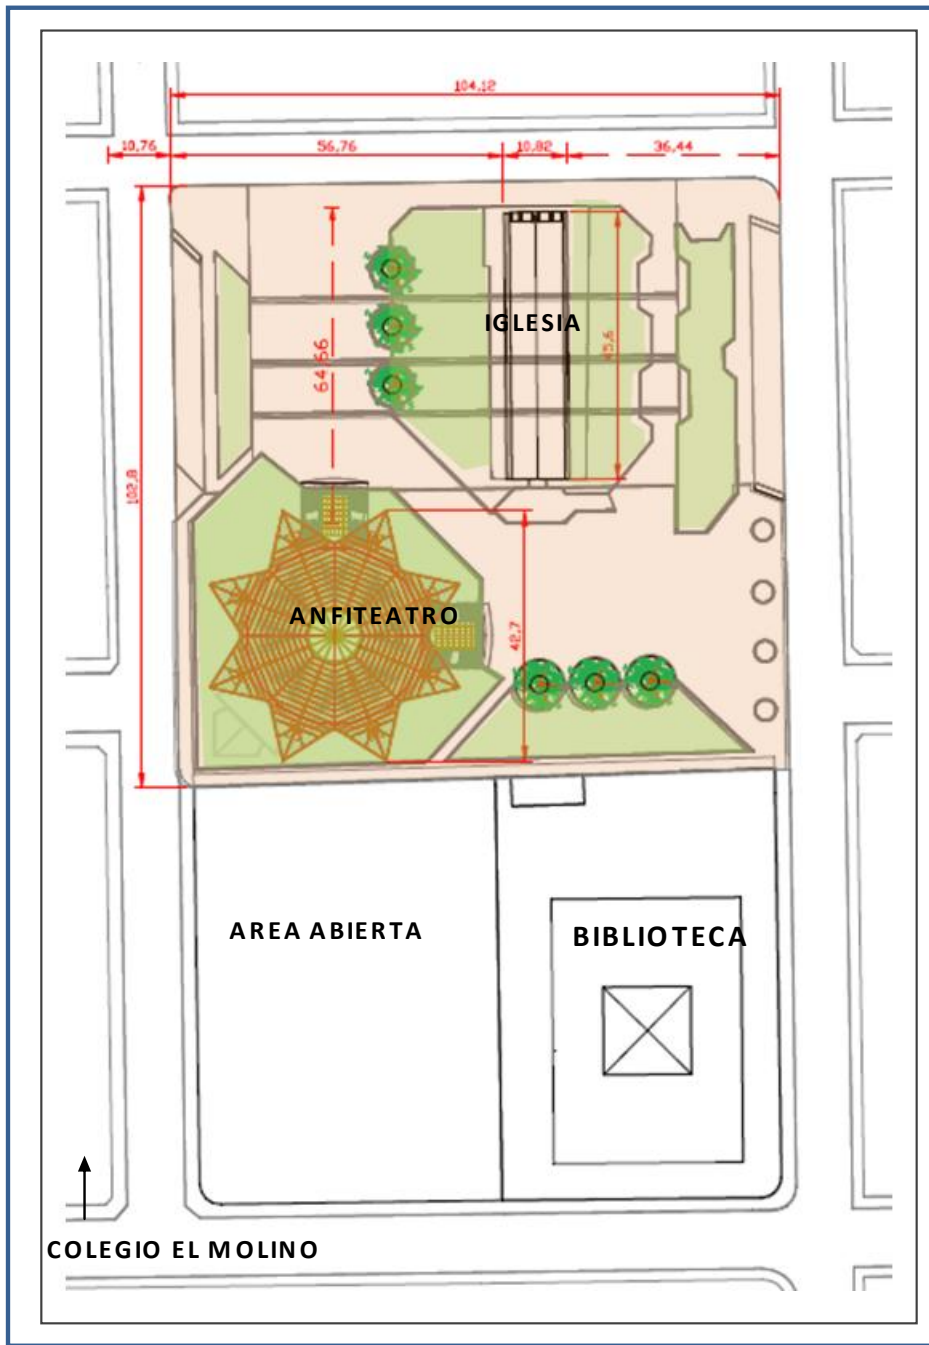 104,12
10,76
56,76
10,82
36,44
64,66
IGLESIA
45,6
102,8
ANFITEATRO
42,7
AREA ABIERTA
BIBLIOTECA
COLEGIO EL MOLINO